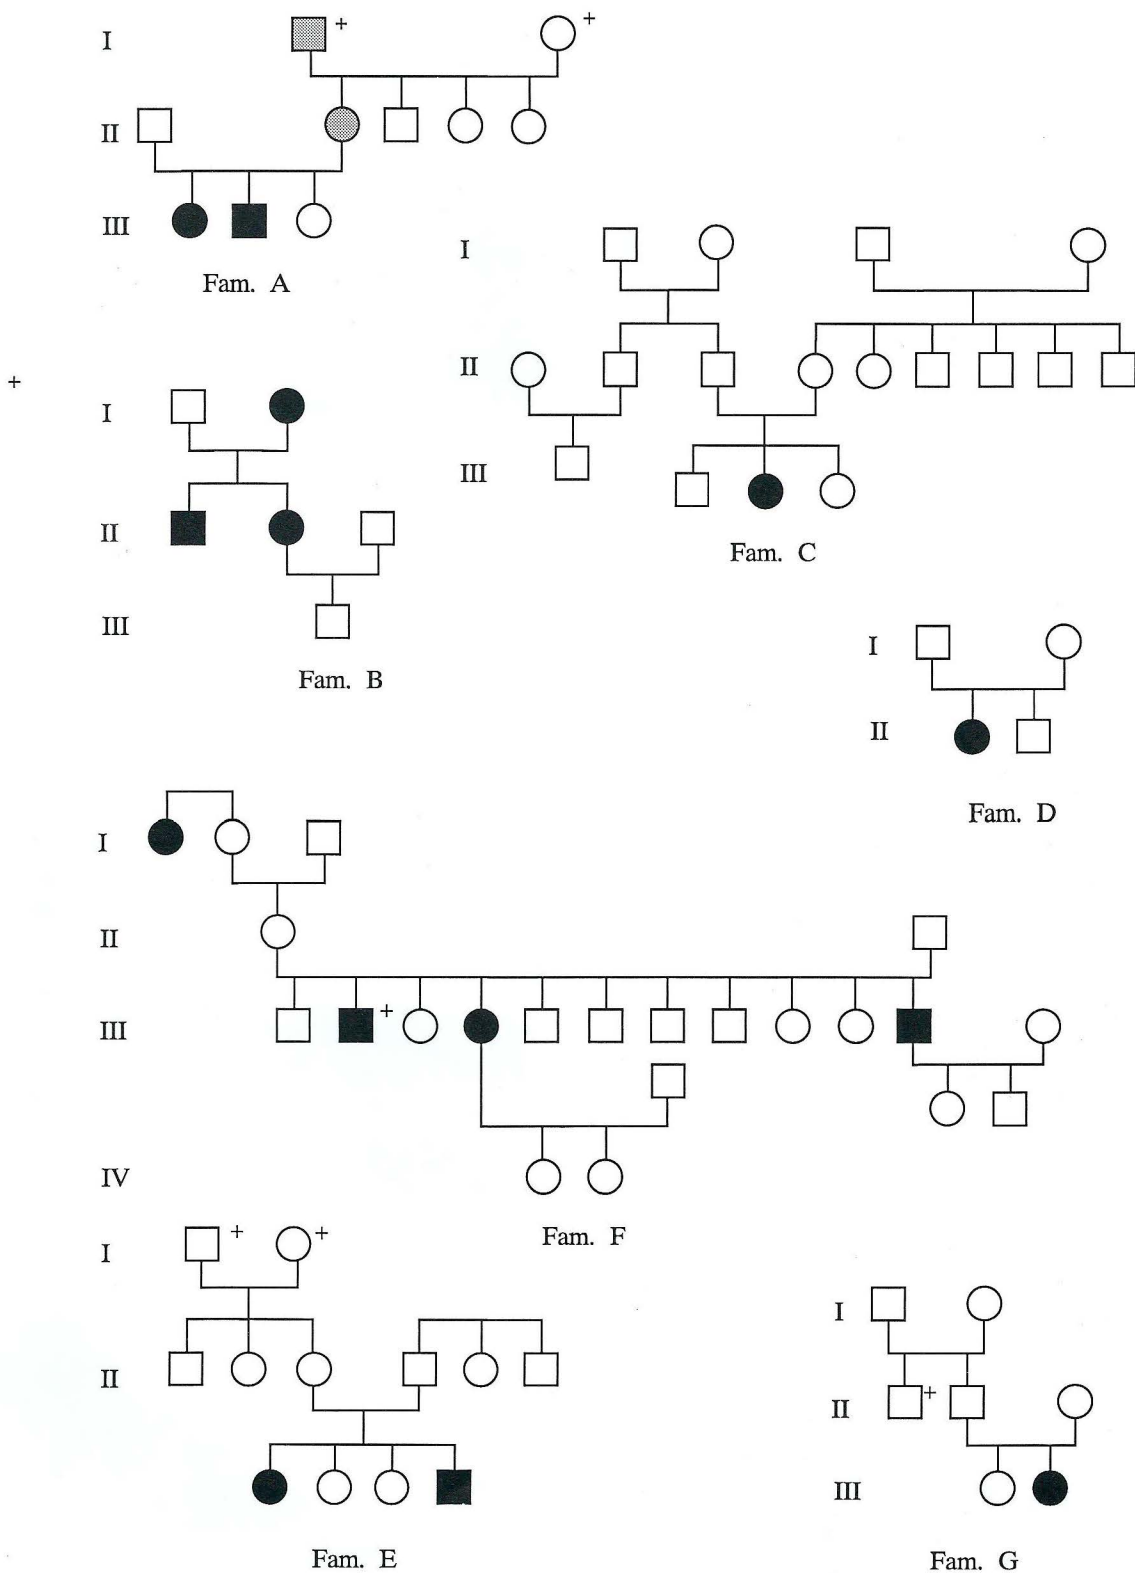 I + +
II
III
Fam. A
I
II
III
Fam. C
+
I
II
III
Fam. B
I
II
Fam. D
I
II
III +
IV
Fam. F
I + +
II
Fam. E
I
II +
III
Fam. G